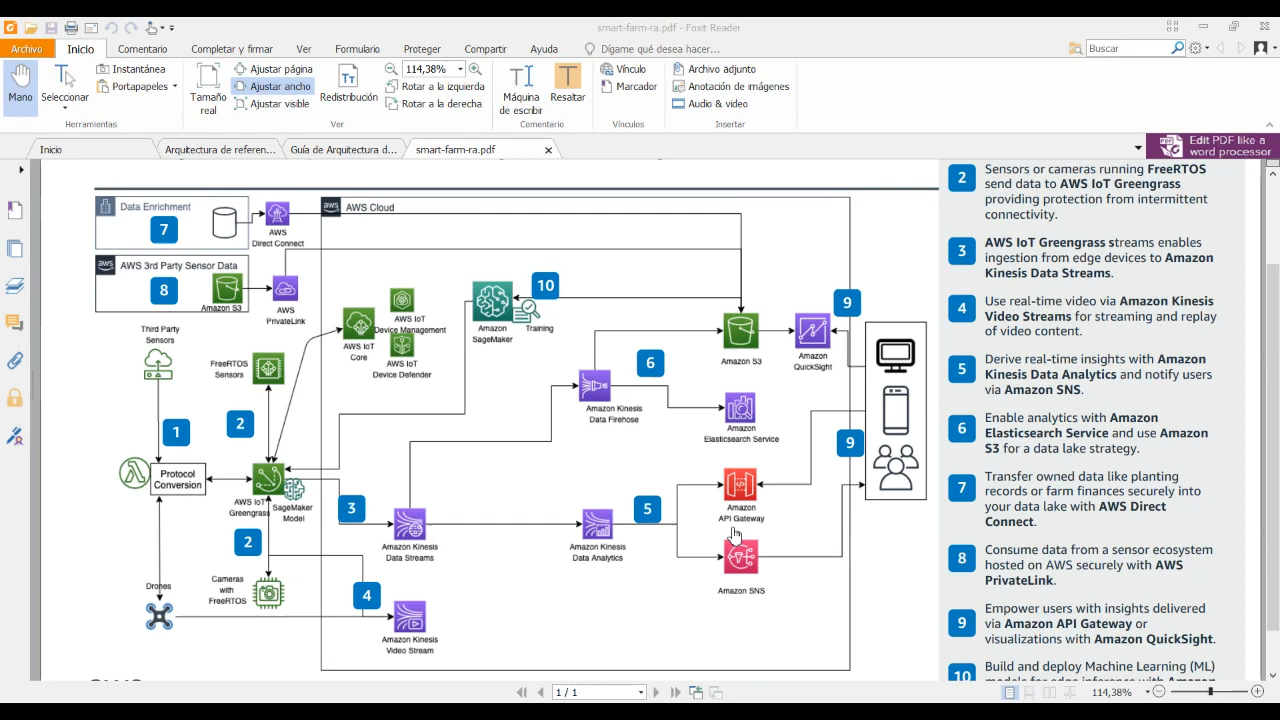 smart-farm-ra.pdf - Foxit Reader
Archivo
Inicio
Comentario
Completar y firmar
Ver
Formulario
Proteger
Compartir
Ayuda
Dígame qué desea hacer...
Buscar
Mano
Seleccionar
Instantánea
Portapapeles
Herramientas
Tamaño
real
Ajustar página
Ajustar ancho
Ajustar visible
Redistribución
114,38%
Rotar a la izquierda
Rotar a la derecha
Ver
Máquina
de escribir
Resaltar
Comentario
Vínculo
Marcador
Vínculos
Archivo adjunto
Anotación de imágenes
Audio & video
Insertar
Inicio
Arquitectura de referen...
Guía de Arquitectura d...
smart-farm-ra.pdf
Edit PDF like a
word processor
Data Enrichment
7
AWS
Direct Connect
aws
AWS Cloud
aws
AWS 3rd Party Sensor Data
8
Amazon S3
AWS
PrivateLink
Third Party
Sensors
FreeRTOS
Sensors
AWS IoT
Core
AWS IoT
Device Management
AWS IoT
Device Defender
Amazon
SageMaker
Training
10
9
Amazon S3
Amazon
QuickSight
6
Amazon Kinesis
Data Firehose
Amazon
Elasticsearch Service
1
2
9
Protocol
Conversion
AWS IoT
Greengrass
SageMaker
Model
3
Amazon Kinesis
Data Streams
5
Amazon Kinesis
Data Analytics
Amazon
API Gateway
Amazon SNS
2
Drones
Cameras
with
FreeRTOS
4
Amazon Kinesis
Video Stream
2
Sensors or cameras running FreeRTOS
send data to AWS IoT Greengrass
providing protection from intermittent
connectivity.
3
AWS IoT Greengrass streams enables
ingestion from edge devices to Amazon
Kinesis Data Streams.
4
Use real-time video via Amazon Kinesis
Video Streams for streaming and replay
of video content.
5
Derive real-time insights with Amazon
Kinesis Data Analytics and notify users
via Amazon SNS.
6
Enable analytics with Amazon
Elasticsearch Service and use Amazon
S3 for a data lake strategy.
7
Transfer owned data like planting
records or farm finances securely into
your data lake with AWS Direct
Connect.
8
Consume data from a sensor ecosystem
hosted on AWS securely with AWS
PrivateLink.
9
Empower users with insights delivered
via Amazon API Gateway or
visualizations with Amazon QuickSight.
10
Build and deploy Machine Learning (ML)
1 / 1
114,38%